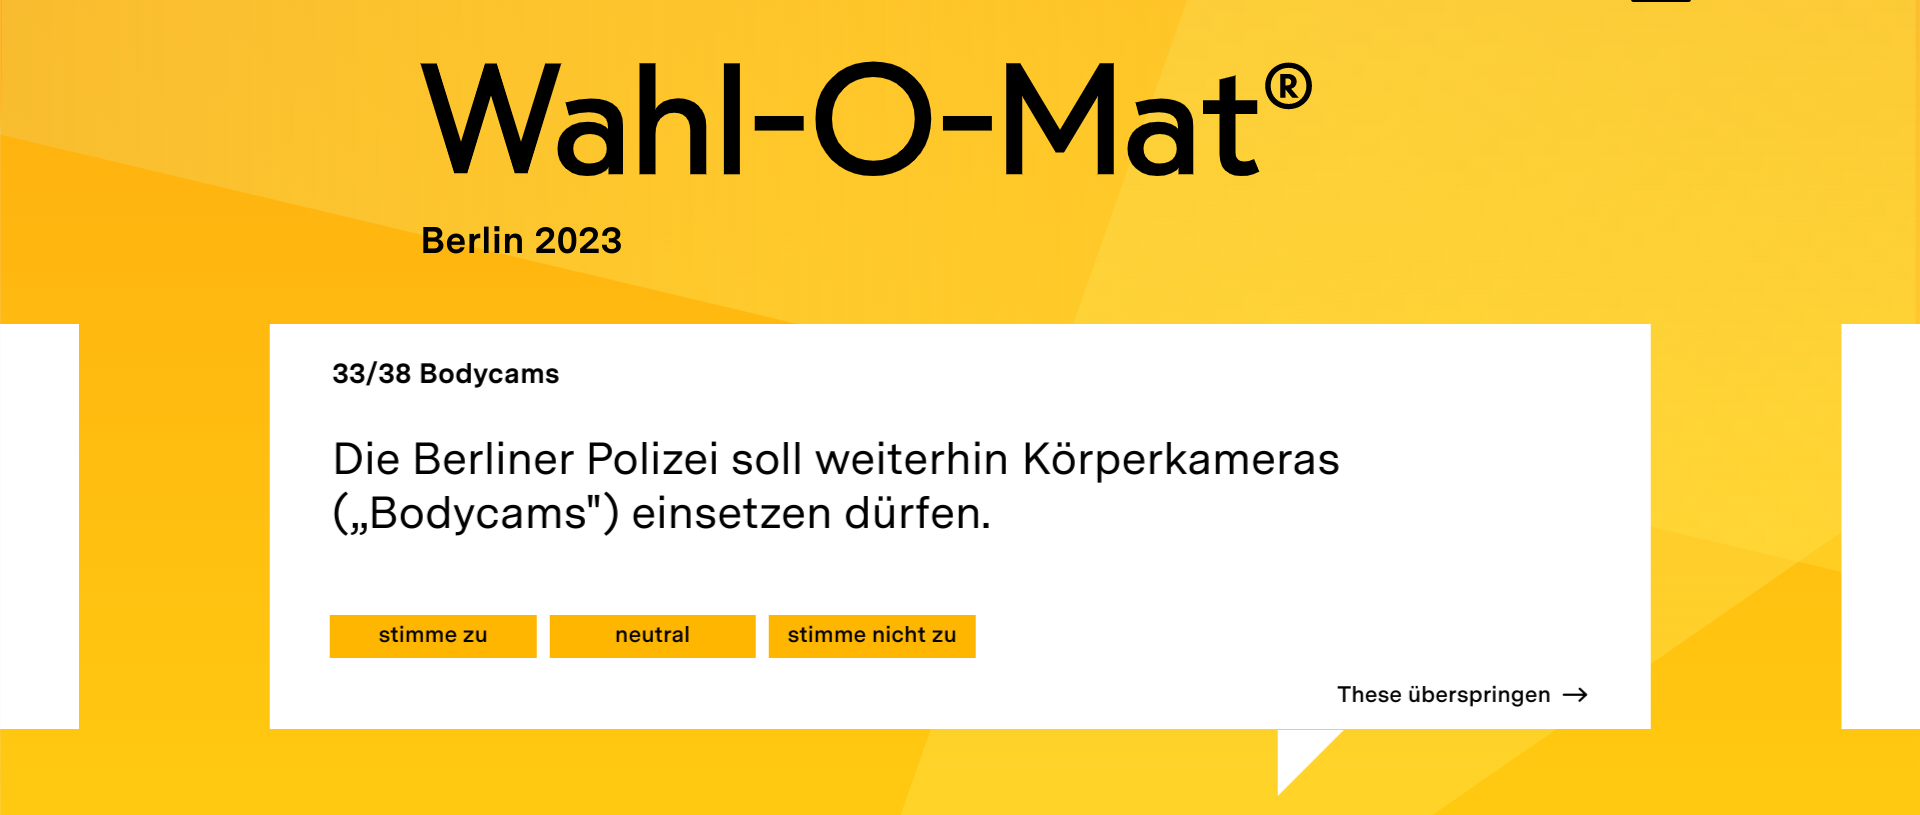 Wahl-O-Mat®
Berlin 2023
33/38 Bodycams
Die Berliner Polizei soll weiterhin Körperkameras
(„Bodycams") einsetzen dürfen.
stimme zu
neutral
stimme nicht zu
These überspringen →